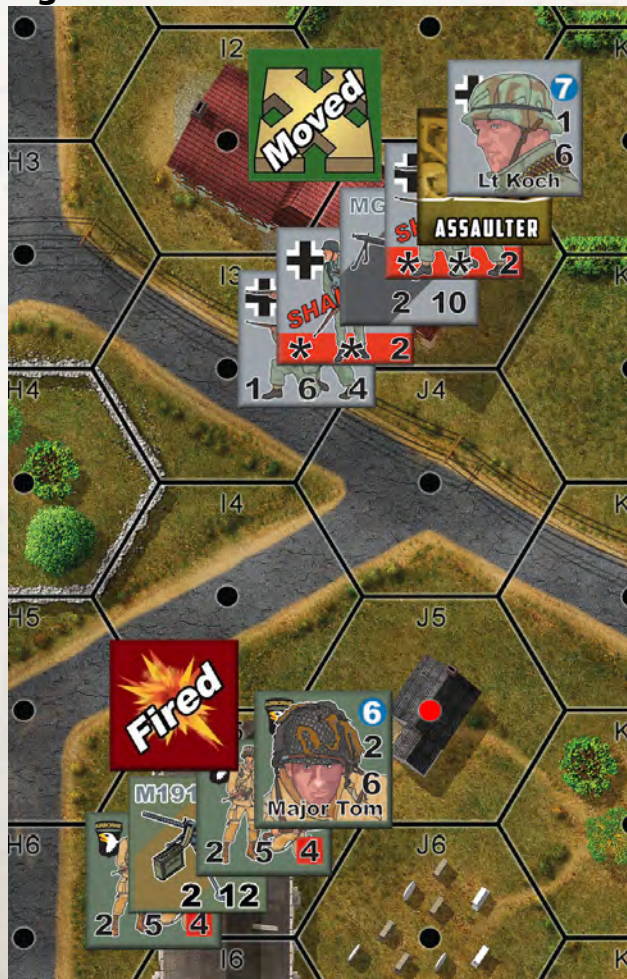 I2
Moved
7
1
6
Lt Koch
H3
MG
ASSAULTER
* * 2
I3
2 10
* * 2
1 6 4
H4
J4
I4
H5
J5
Fired
6
2
6
Major Tom
M191
2 5 4
H6
J6
2 12
2 5 4
I6